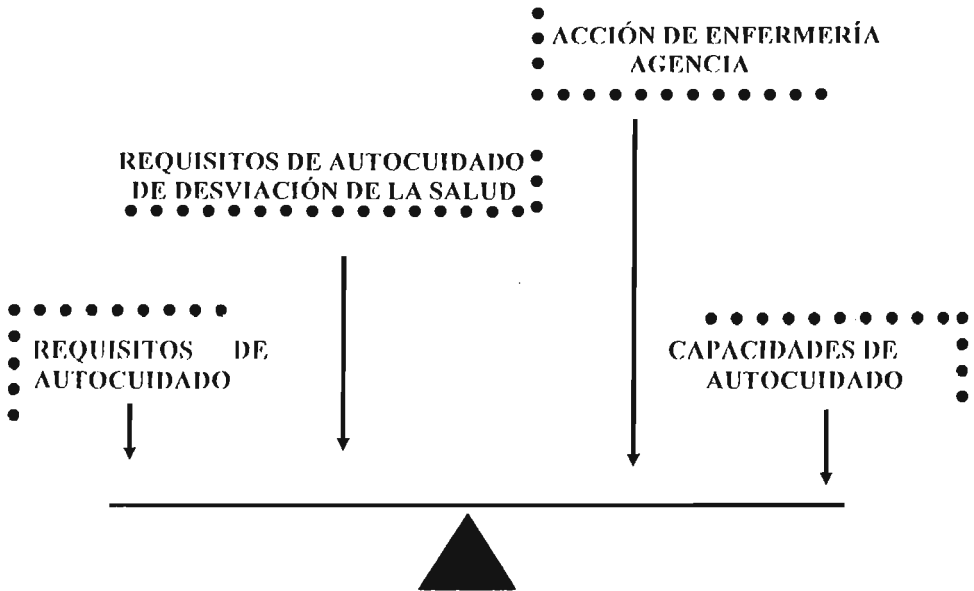 ACCIÓN DE ENFERMERÍA
AGENCIA
REQUISITOS DE AUTOCUIDADO
DE DESVIACIÓN DE LA SALUD
REQUISITOS DE
AUTOCUIDADO
CAPACIDADES DE
AUTOCUIDADO